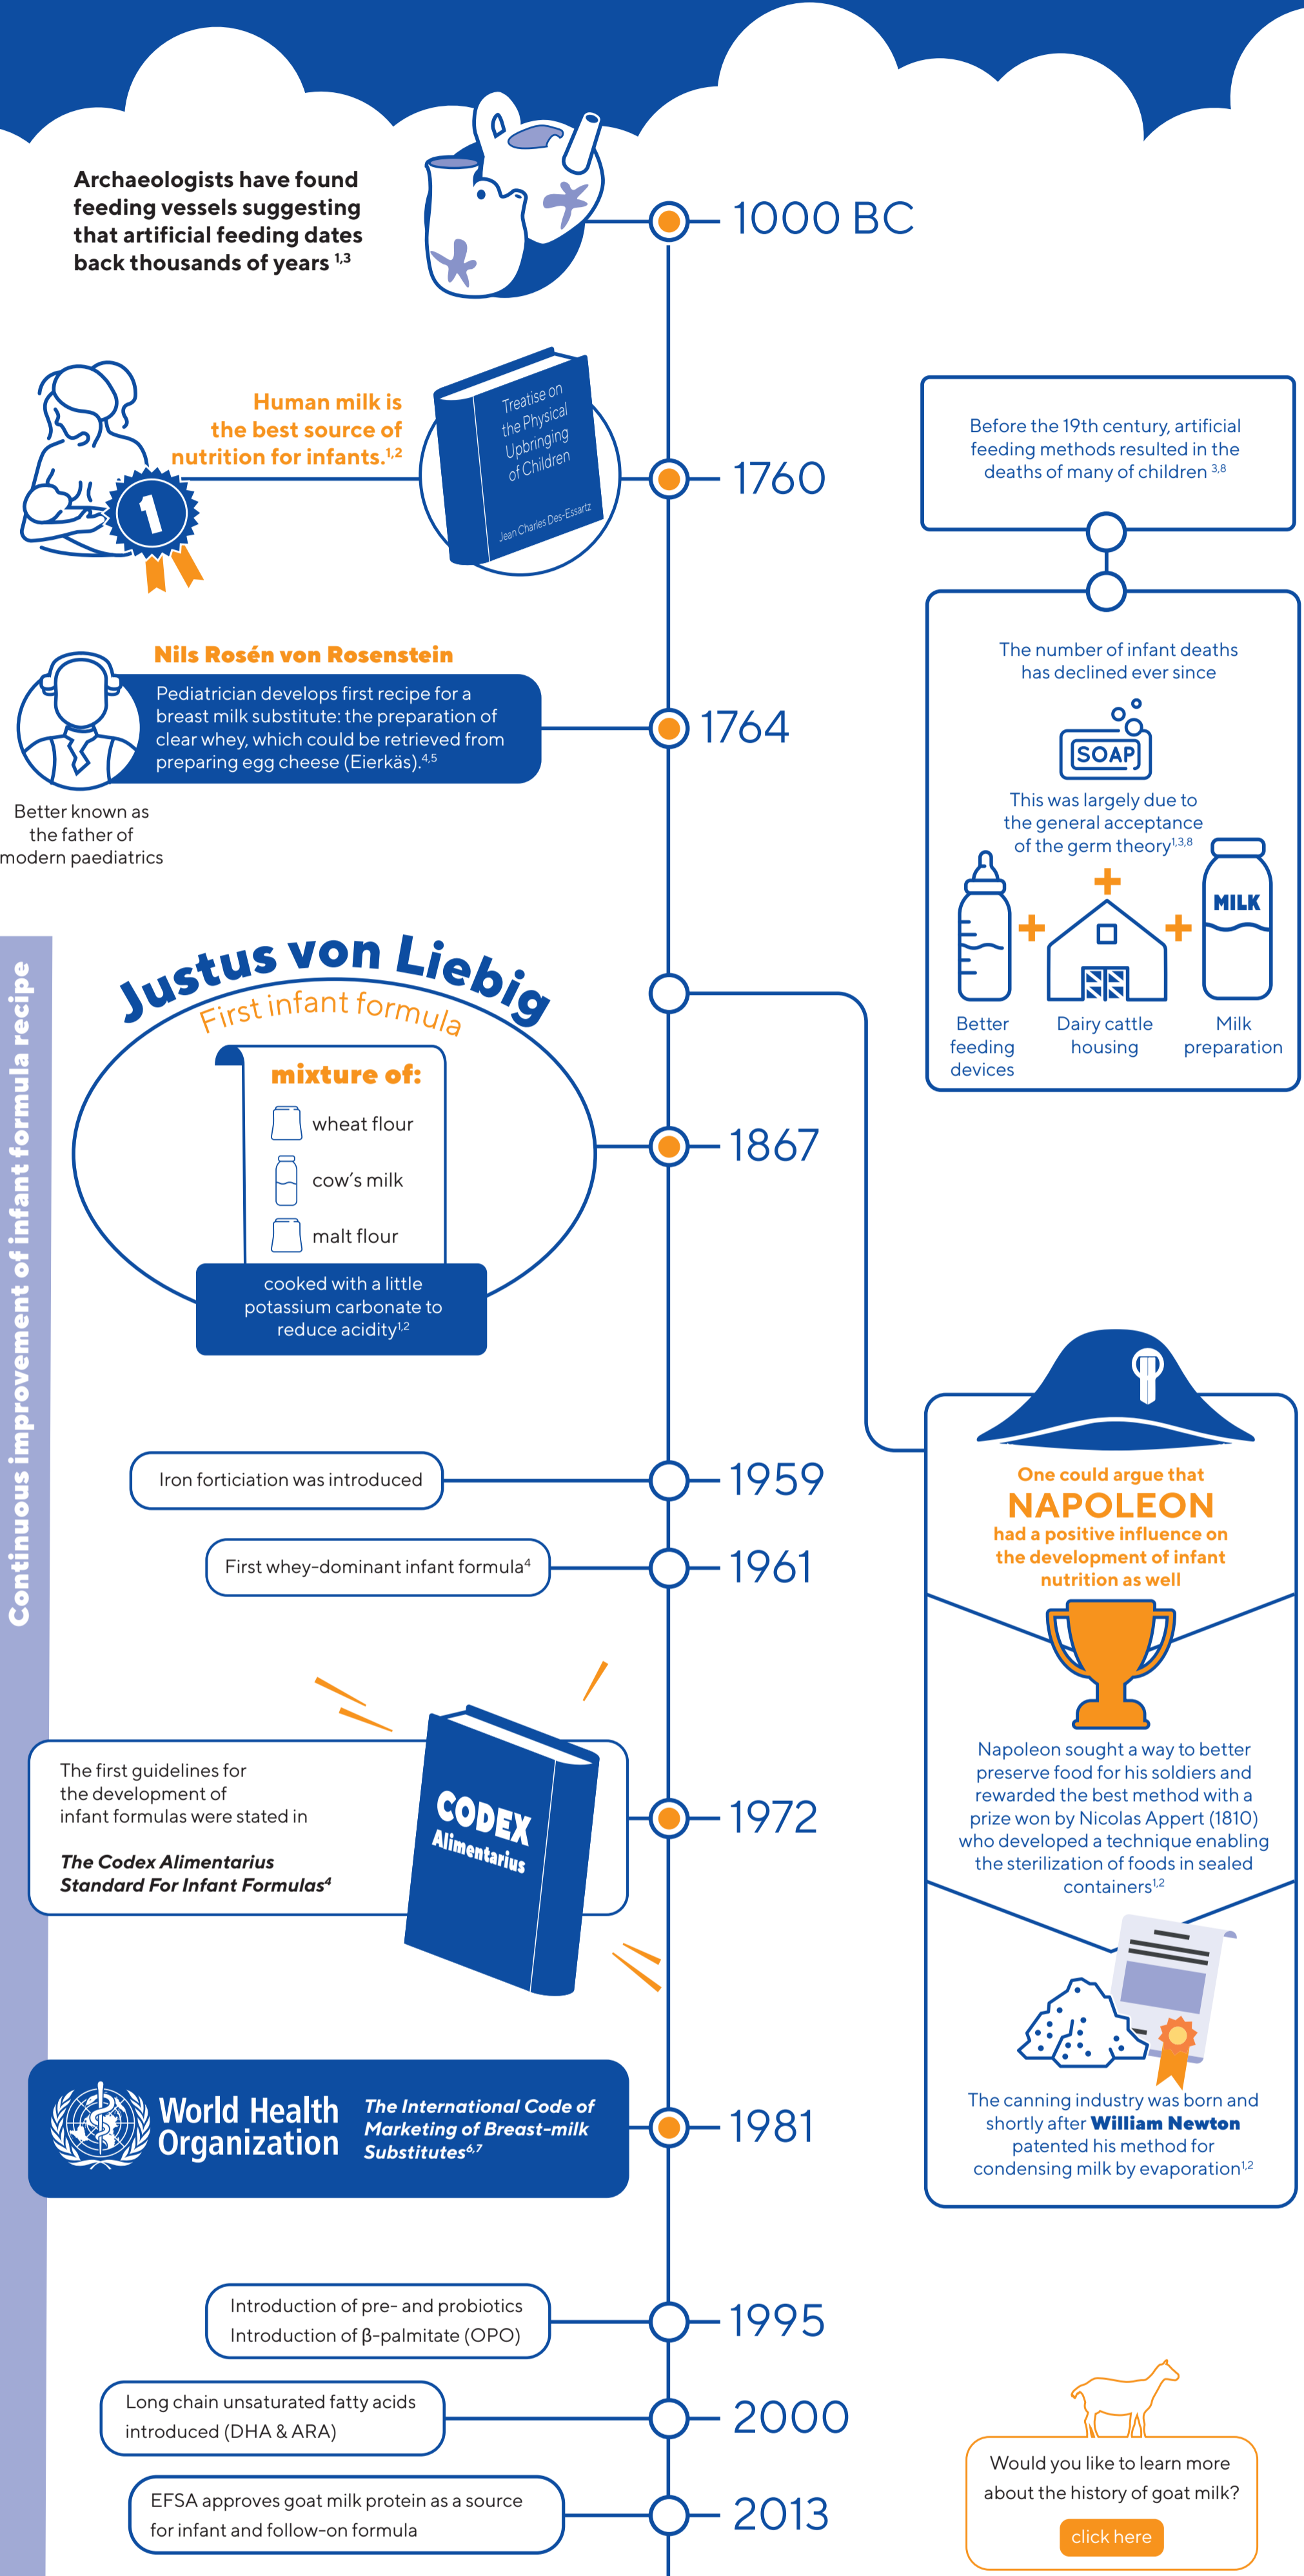 Archaeologists have found
feeding vessels suggesting
that artificial feeding dates
back thousands of years 1,3
1000 BC
Human milk is
the best source of
nutrition for infants.1,2
1
Treatise on
the Physical
Upbringing
of Children
Jean Charles Des-Essartz
1760
Before the 19th century, artificial
feeding methods resulted in the
deaths of many of children 3,8
The number of infant deaths
has declined ever since
SOAP
This was largely due to
the general acceptance
of the germ theory1,3,8
+
+
+
MILK
Better
feeding
devices
Dairy cattle
housing
Milk
preparation
Nils Rosén von Rosenstein
Pediatrician develops first recipe for a
breast milk substitute: the preparation of
clear whey, which could be retrieved from
preparing egg cheese (Eierkäs).4,5
Better known as
the father of
modern paediatrics
1764
Continuous improvement of infant formula recipe
Justus von Liebig
First infant formula
mixture of:
wheat flour
cow's milk
malt flour
cooked with a little
potassium carbonate to
reduce acidity1,2
1867
Iron forticiation was introduced
1959
First whey-dominant infant formula4
1961
One could argue that
NAPOLEON
had a positive influence on
the development of infant
nutrition as well
Napoleon sought a way to better
preserve food for his soldiers and
rewarded the best method with a
prize won by Nicolas Appert (1810)
who developed a technique enabling
the sterilization of foods in sealed
containers1,2
The canning industry was born and
shortly after William Newton
patented his method for
condensing milk by evaporation1,2
The first guidelines for
the development of
infant formulas were stated in
The Codex Alimentarius
Standard For Infant Formulas4
CODEX
Alimentarius
1972
World Health
Organization
The International Code of
Marketing of Breast-milk
Substitutes6,7
1981
Introduction of pre- and probiotics
Introduction of β-palmitate (OPO)
1995
Long chain unsaturated fatty acids
introduced (DHA & ARA)
2000
EFSA approves goat milk protein as a source
for infant and follow-on formula
2013
Would you like to learn more
about the history of goat milk?
click here